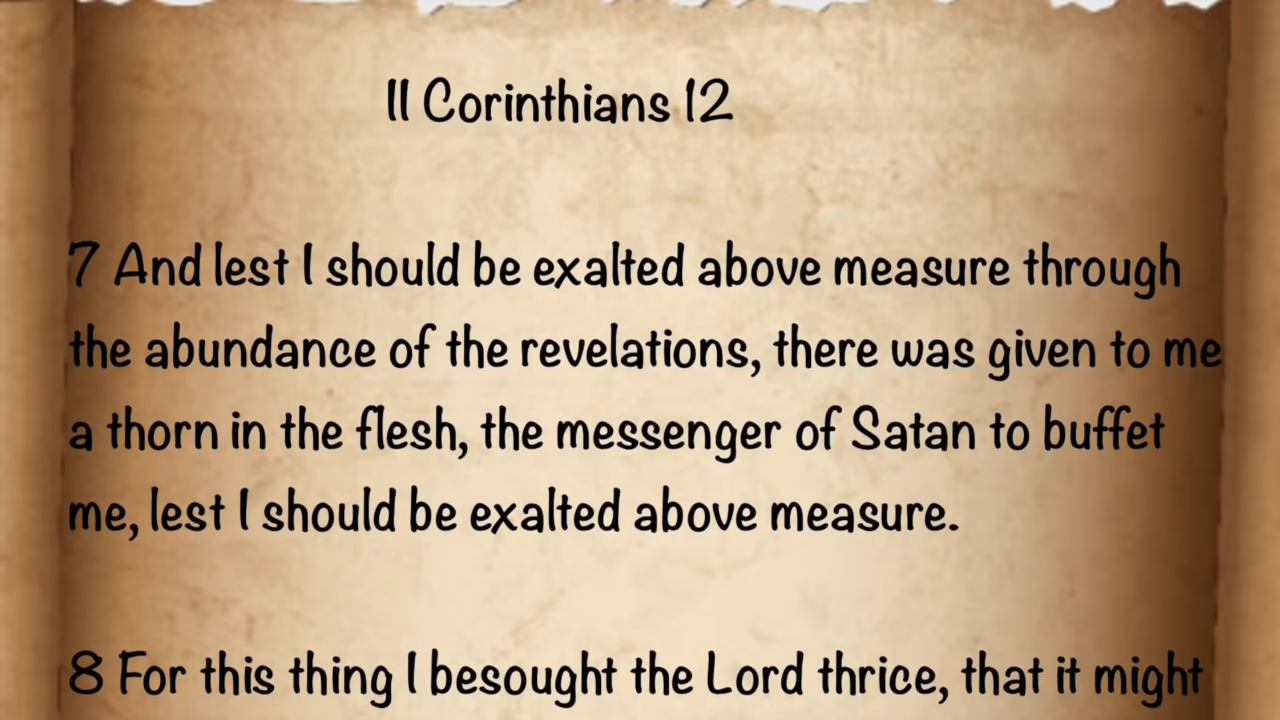 II Corinthians 12
7 And lest I should be exalted above measure through
the abundance of the revelations, there was given to me
a thorn in the flesh, the messenger of Satan to buffet
me, lest I should be exalted above measure.
8 For this thing I besought the Lord thrice, that it might